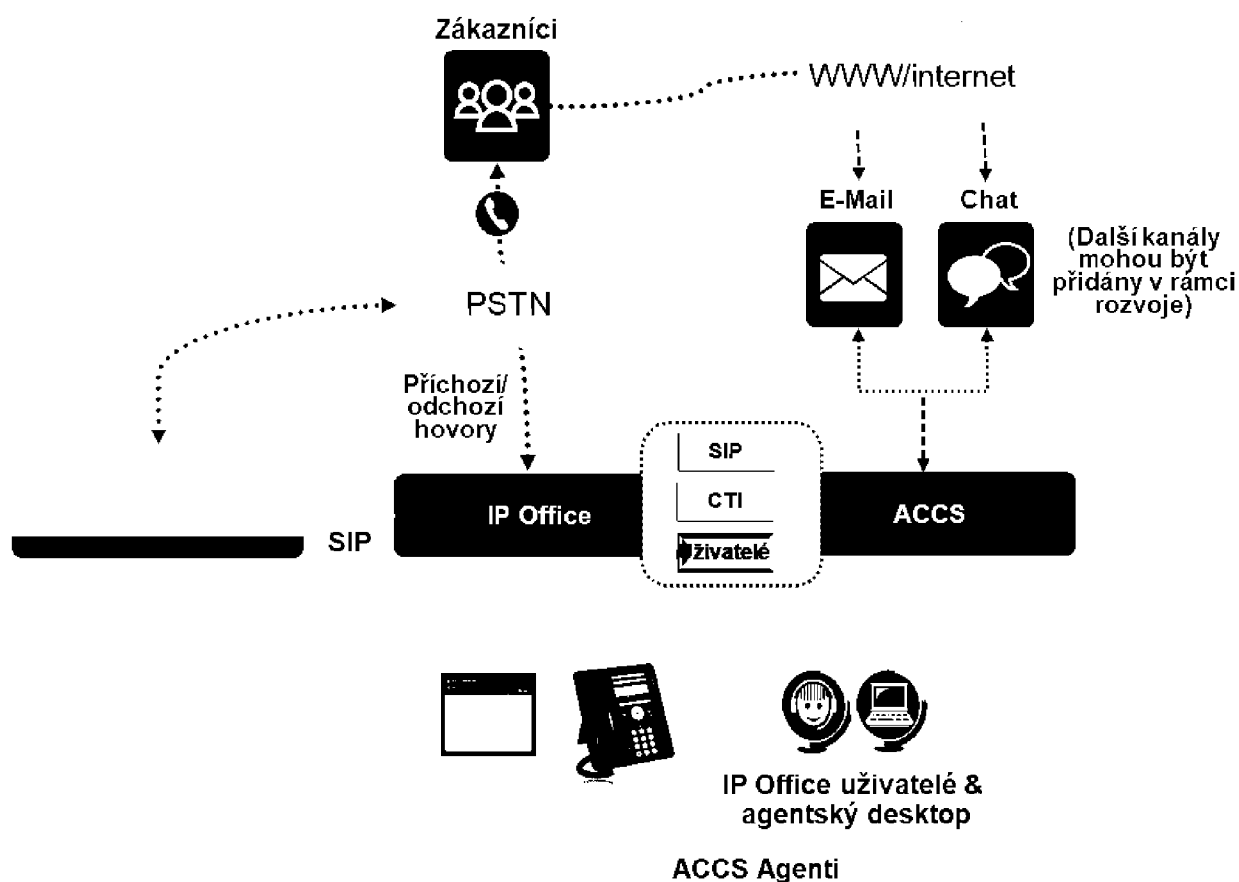 Zákazníci
WWW/internet
E-Mail
Chat
(Další kanály
mohou být
přidány v rámci
rozvoje)
PSTN
Příchozí/
odchozí
hovory
SIP
IP Office
SIP
CTI
živatelé
ACCS
IP Office uživatelé &
agentský desktop
ACCS Agenti